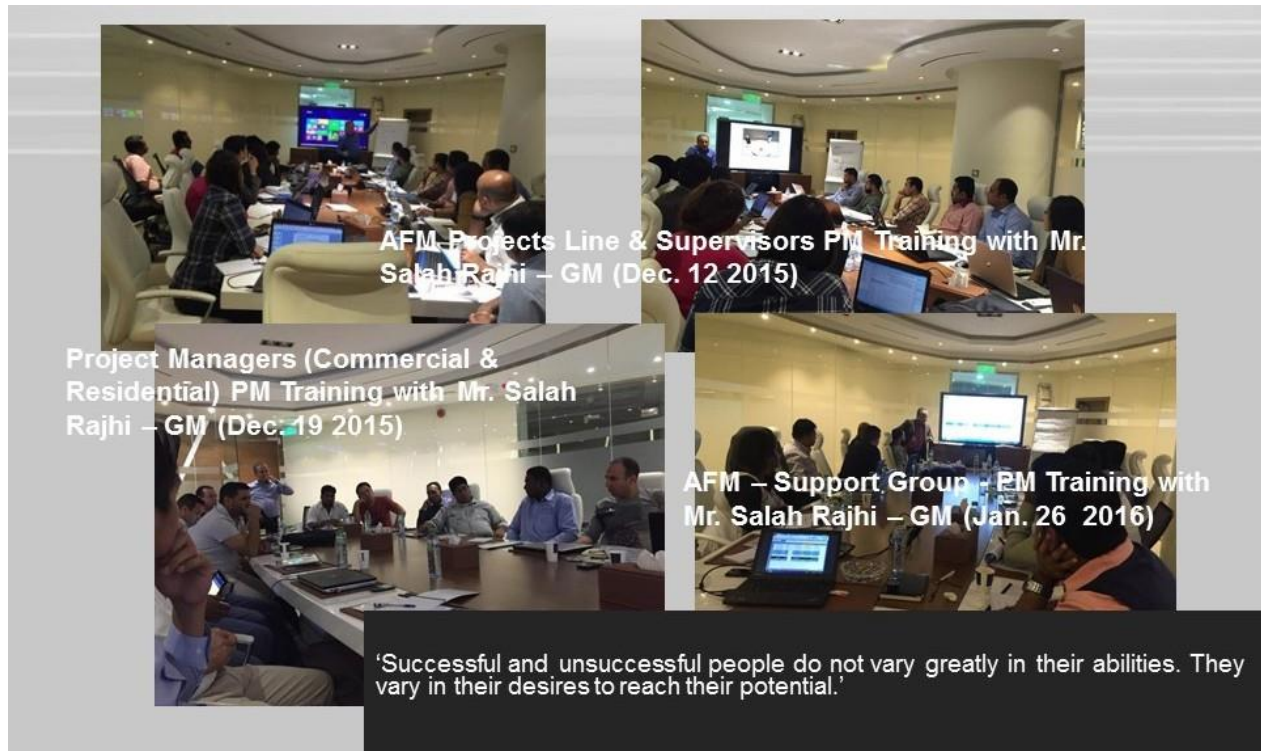 AFM Projects Line & Supervisors PM Training with Mr.
Salah Rajhi – GM (Dec. 12 2015)
Project Managers (Commercial &
Residential) PM Training with Mr. Salah
Rajhi – GM (Dec. 19 2015)
AFM – Support Group - PM Training with
Mr. Salah Rajhi – GM (Jan. 26 2016)
‘Successful and unsuccessful people do not vary greatly in their abilities. They
vary in their desires to reach their potential.’